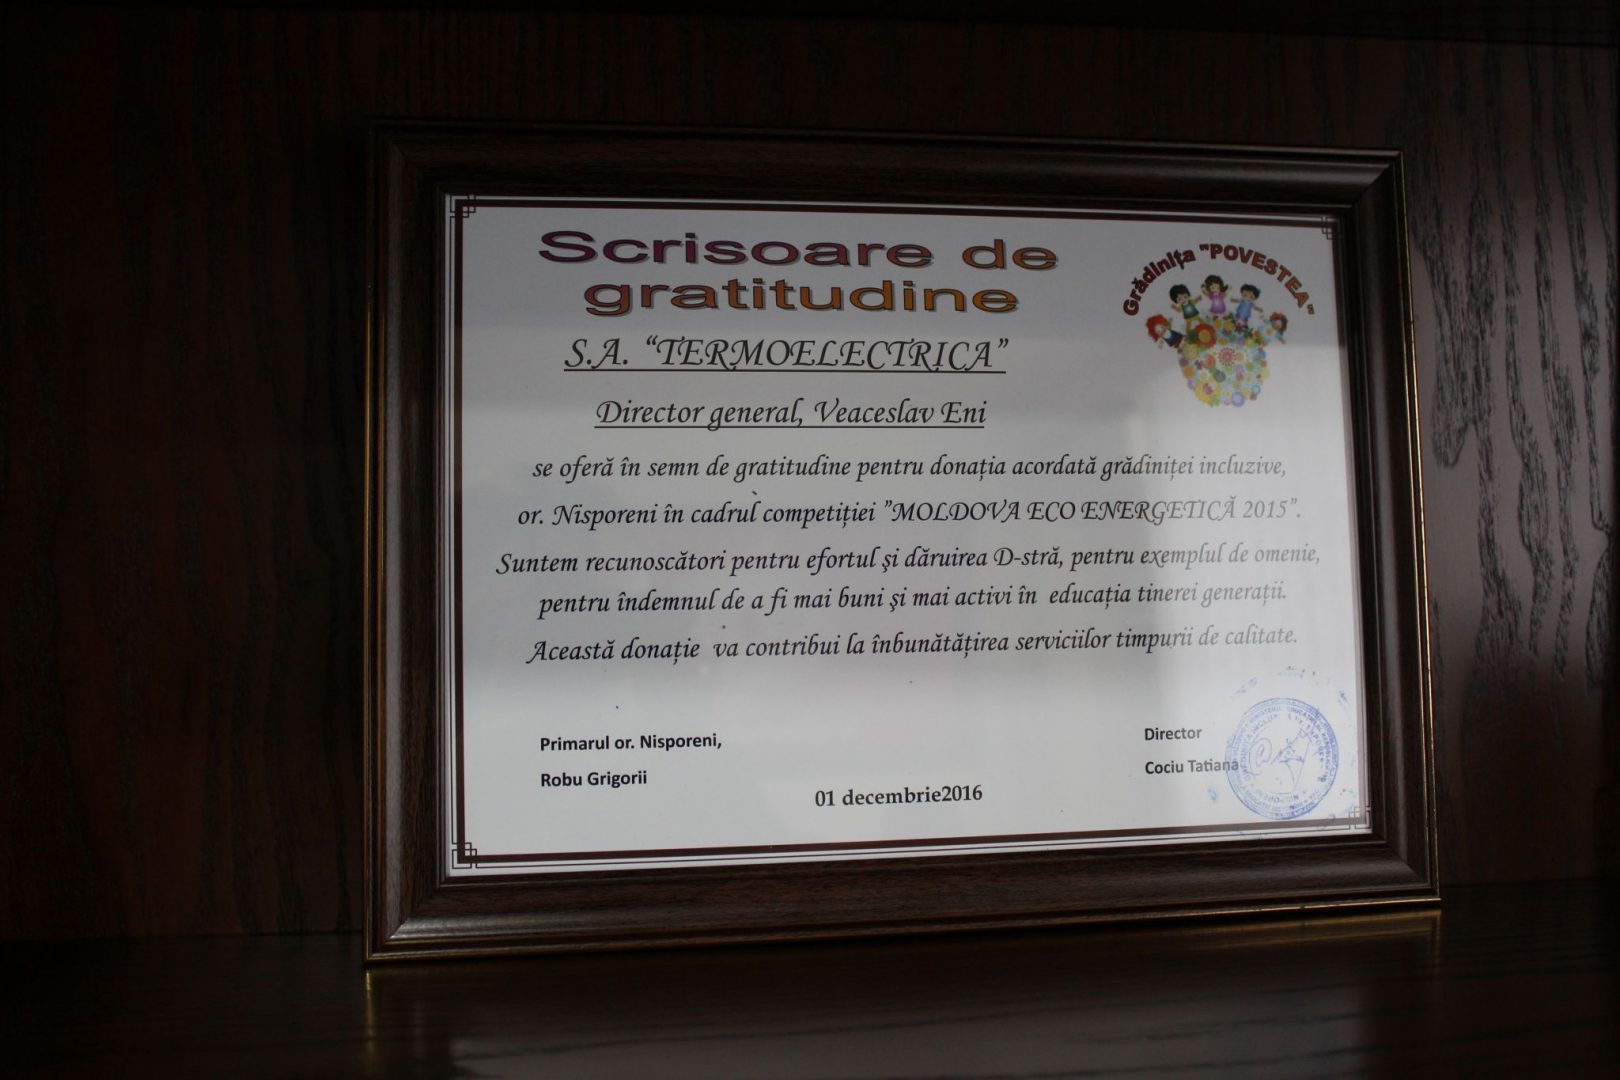 Scrisoare de
gratitudine
Grădinița "POVESTEA"
S.A. “TERMOELECTRICA”
Director general, Veaceslav Eni
se oferă în semn de gratitudine pentru donația acordată grădiniței incluzive,
or. Nisporeni în cadrul competiției ”MOLDOVA ECO ENERGETICĂ 2015”.
Suntem recunoscători pentru efortul şi dăruirea D-stră, pentru exemplul de omenie,
pentru îndemnul de a fi mai buni şi mai activi în educația tinerei generații.
Această donație va contribui la înbunătățirea serviciilor timpurii de calitate.
Primarul or. Nisporeni,
Robu Grigorii
Director
Cociu Tatiana
01 decembrie2016